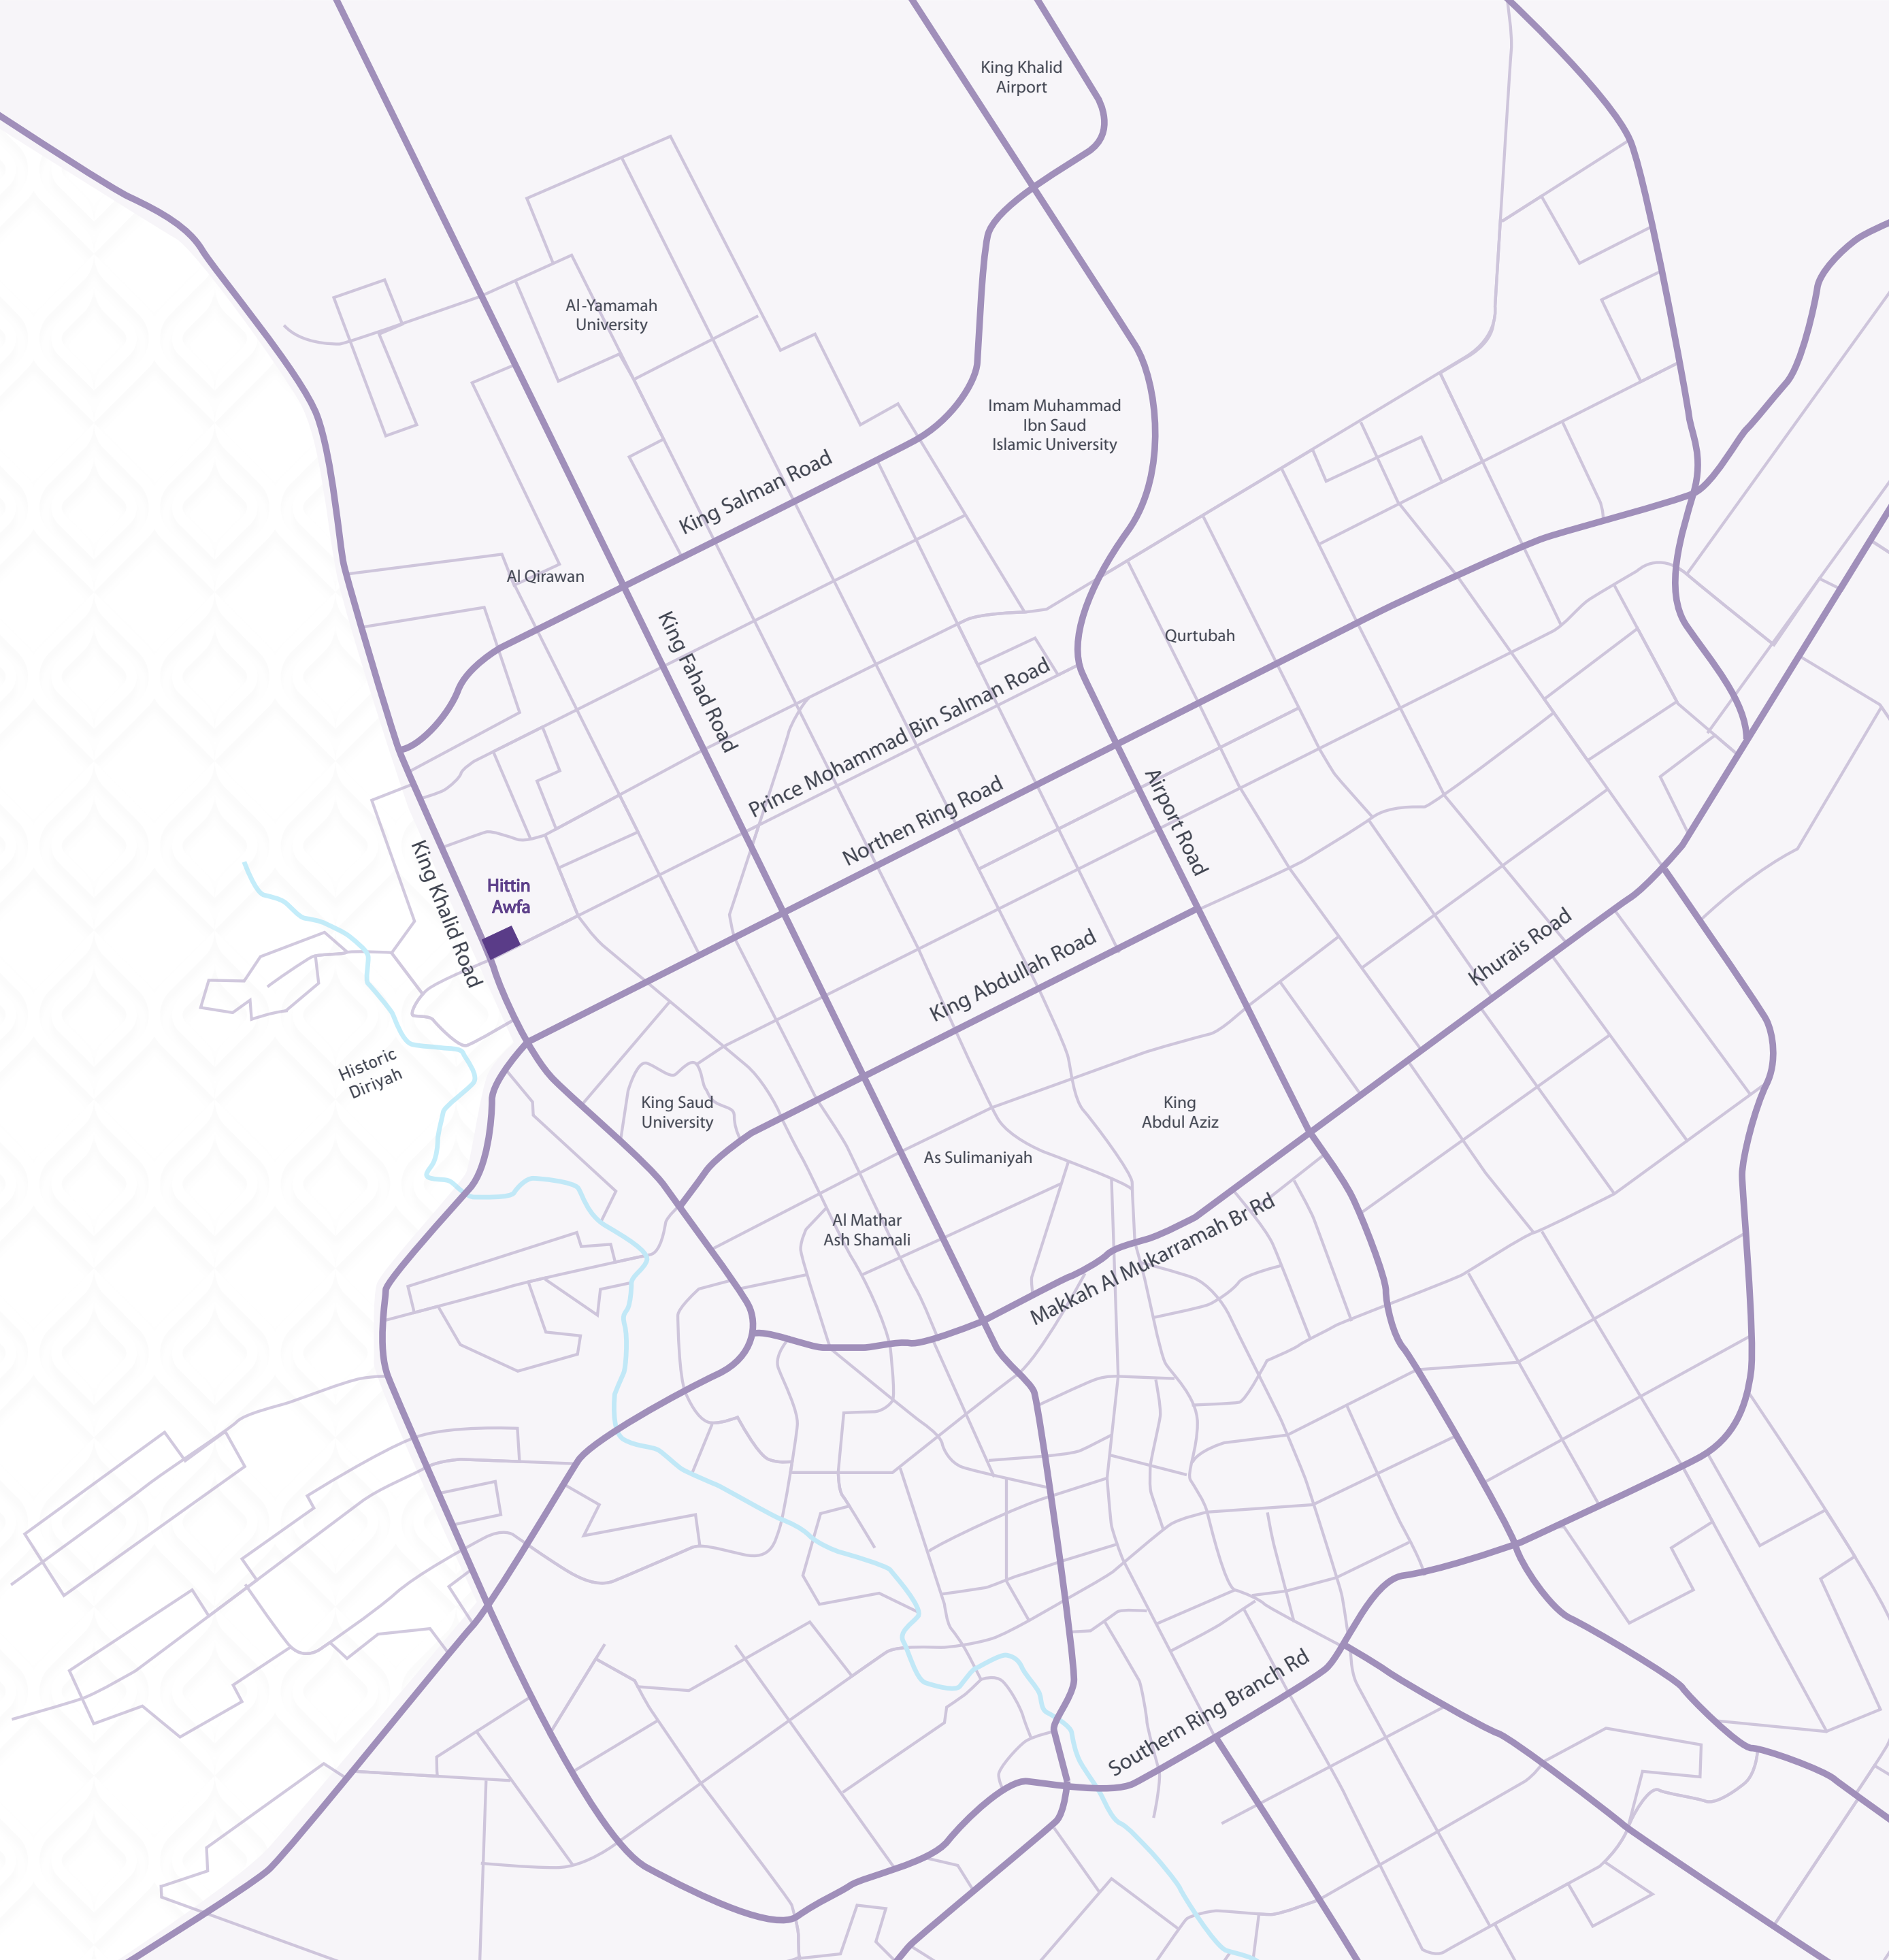 King Khalid
Airport
Al-Yamamah
University
Imam Muhammad
Ibn Saud
Islamic University
King Salman Road
Al Qirawan
King Fahad Road
Qurtubah
Prince Mohammad Bin Salman Road
Northen Ring Road
Airport Road
King Khalid Road
Hittin
Awfa
King Abdullah Road
Khurais Road
Historic
Diriyah
King Saud
University
King
Abdul Aziz
As Sulimaniyah
Al Mathar
Ash Shamali
Makkah Al Mukarramah Br Rd
Southern Ring Branch Rd